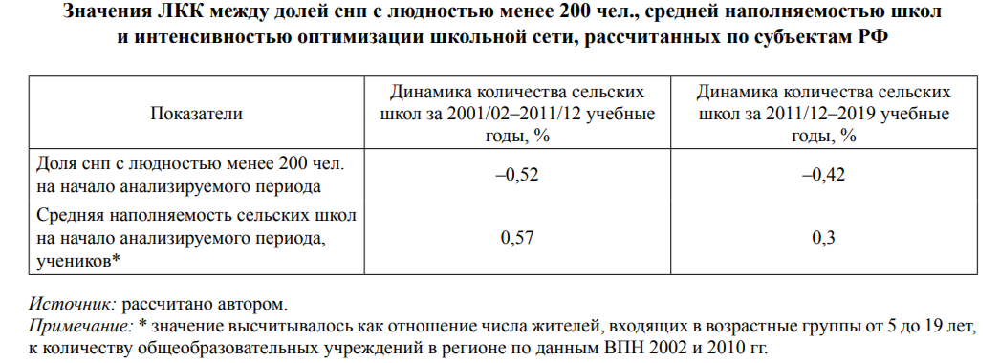 Значения ЛКК между долей снп с людностью менее 200 чел., средней наполняемостью школ
и интенсивностью оптимизации школьной сети, рассчитанных по субъектам РФ
Показатели
Динамика количества сельских
школ за 2001/02–2011/12 учебные
годы, %
Динамика количества сельских
школ за 2011/12–2019 учебные
годы, %
Доля снп с людностью менее 200 чел.
на начало анализируемого периода
–0,52
–0,42
Средняя наполняемость сельских школ
на начало анализируемого периода,
учеников*
0,57
0,3
Источник: рассчитано автором.
Примечание: * значение высчитывалось как отношение числа жителей, входящих в возрастные группы от 5 до 19 лет,
к количеству общеобразовательных учреждений в регионе по данным ВПН 2002 и 2010 гг.